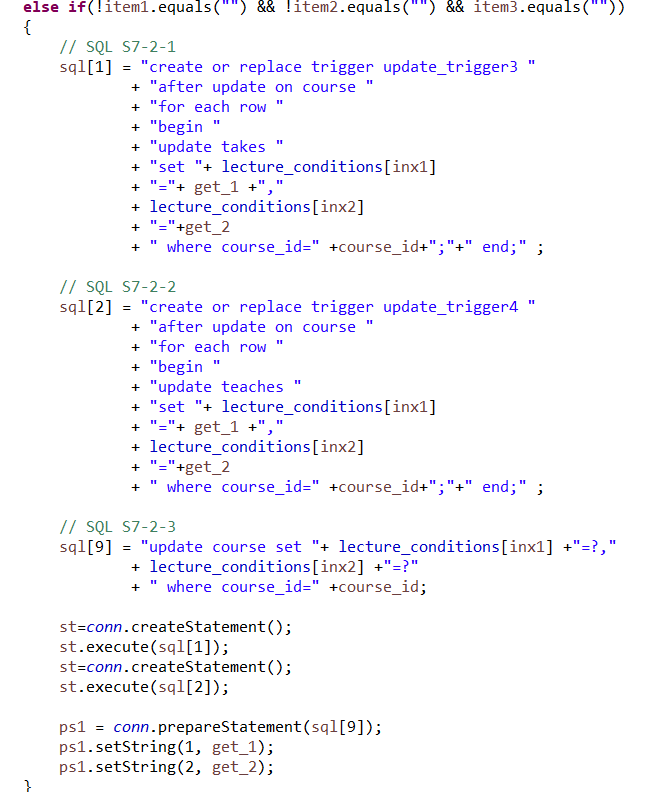 else if(!item1.equals("") && !item2.equals("") && item3.equals(""))
{
// SQL S7-2-1
sql[1] = "create or replace trigger update_trigger3 "
+ "after update on course "
+ "for each row "
+ "begin "
+ "update takes "
+ "set "+ lecture_conditions[inx1]
+ "="+ get_1 +","
+ lecture_conditions[inx2]
+ "="+get_2
+ " where course_id=" +course_id+";"+" end;" ;
// SQL S7-2-2
sql[2] = "create or replace trigger update_trigger4 "
+ "after update on course "
+ "for each row "
+ "begin "
+ "update teaches "
+ "set "+ lecture_conditions[inx1]
+ "="+ get_1 +","
+ lecture_conditions[inx2]
+ "="+get_2
+ " where course_id=" +course_id+";"+" end;" ;
// SQL S7-2-3
sql[9] = "update course set "+ lecture_conditions[inx1] +"=?,"
+ lecture_conditions[inx2] +"=?"
+ " where course_id=" +course_id;
st=conn.createStatement();
st.execute(sql[1]);
st=conn.createStatement();
st.execute(sql[2]);
ps1 = conn.prepareStatement(sql[9]);
ps1.setString(1, get_1);
ps1.setString(2, get_2);
}